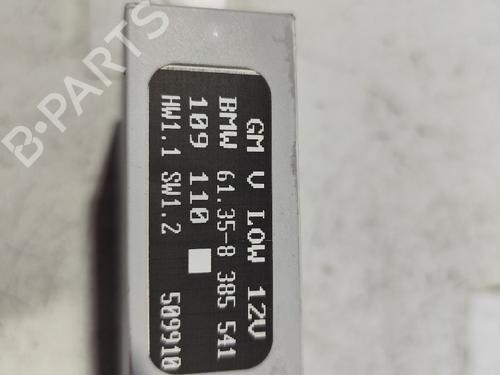 GM V LOW 12V
BMW 61.35-8 385 541
109 110
HW1.1 SW1.2 509910
B-PARTS